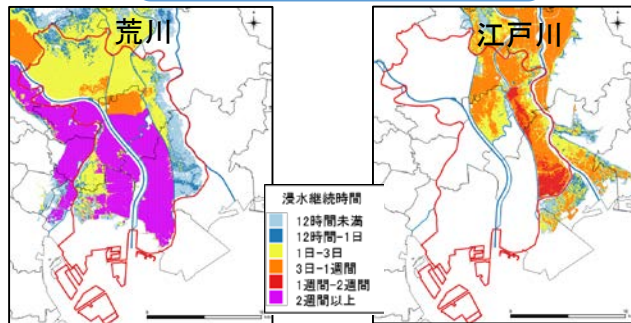 荒川
江戸川
浸水継続時間
12時間未満
12時間-1日
1日-3日
3日-1週間
1週間-2週間
2週間以上